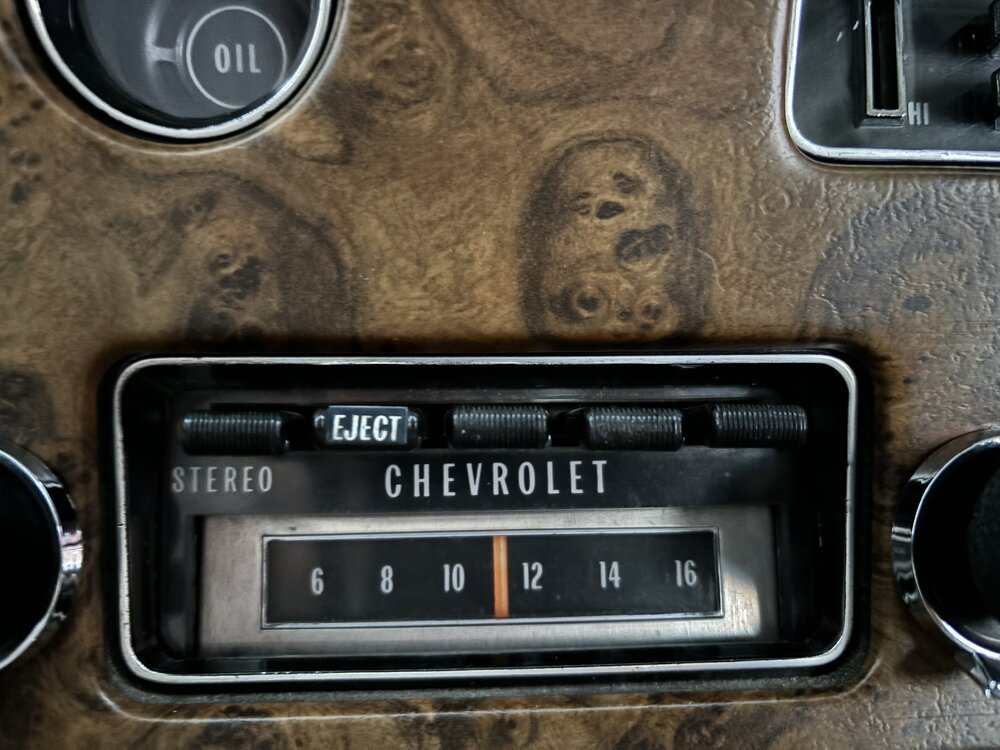 OIL
HI
EJECT
STEREO
CHEVROLET
6 8 10 12 14 16